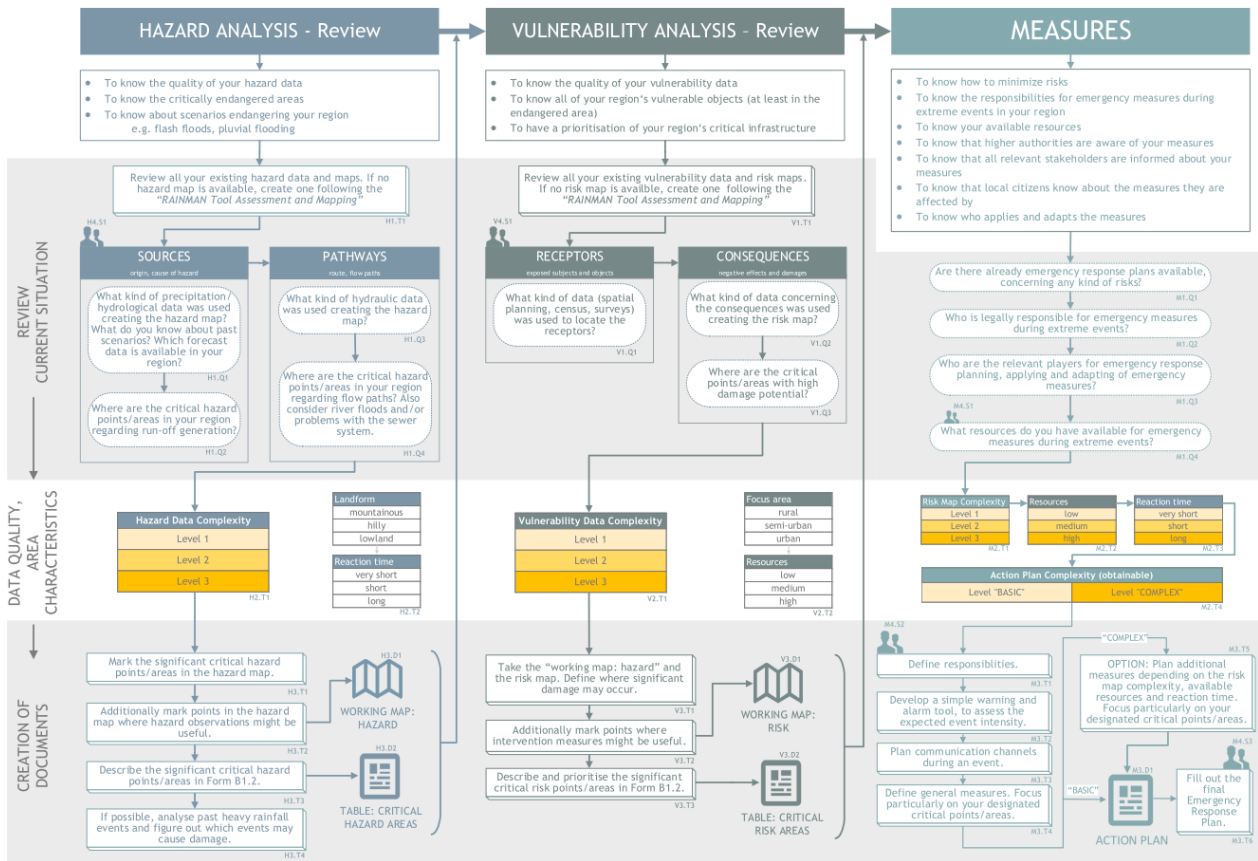 HAZARD ANALYSIS - Review
To know the quality of your hazard data
To know the critically endangered areas
To know about scenarios endangering your region
e.g. flash floods, pluvial flooding
VULNERABILITY ANALYSIS – Review
To know the quality of your vulnerability data
To know all of your region's vulnerable objects (at least in the
endangered area)
To have a prioritisation of your region's critical infrastructure
MEASURES
To know how to minimize risks
To know the responsibilities for emergency measures during
extreme events in your region
To know your available resources
To know that higher authorities are aware of your measures
To know that all relevant stakeholders are informed about your
measures
To know that local citizens know about the measures they are
affected by
To know who applies and adapts the measures
REVIEW
CURRENT SITUATION
Review all your existing hazard data and maps. If no
hazard map is available, create one following the
“RAINMAN Tool Assessment and Mapping”
H1.T1
H4.S1
SOURCES
origin, cause of hazard
What kind of precipitation/
hydrological data was used
creating the hazard map?
What do you know about past
scenarios? Which forecast
data is available in your
region?
H1.Q1
Where are the critical hazard
points/areas in your region
regarding run-off generation?
H1.Q2
PATHWAYS
route, flow paths
What kind of hydraulic data
was used creating the hazard
map?
H1.Q3
Where are the critical hazard
points/areas in your region
regarding flow paths? Also
consider river floods and/or
problems with the sewer
system.
H1.Q4
Review all your existing vulnerability data and risk maps.
If no risk map is availble, create one following the
“RAINMAN Tool Assessment and Mapping”
V1.T1
V4.S1
RECEPTORS
exposed subjects and objects
What kind of data (spatial
planning, census, surveys)
was used to locate the
receptors?
V1.Q1
CONSEQUENCES
negative effects and damages
What kind of data concerning
the consequences was used
creating the risk map?
V1.Q2
Where are the critical
points/areas with high
damage potential?
V1.Q3
Are there already emergency response plans available,
concerning any kind of risks?
M1.Q1
Who is legally responsible for emergency measures
during extreme events?
M1.Q2
Who are the relevant players for emergency response
planning, applying and adapting of emergency
measures?
M1.Q3
M4.S1
What resources do you have available for emergency
measures during extreme events?
M1.Q4
DATA QUALITY,
AREA
CHARACTERISTICS
Hazard Data Complexity
Level 1
Level 2
Level 3
H2.T1
Landform
mountainous
hilly
lowland
Reaction time
very short
short
long
H2.T2
Vulnerability Data Complexity
Level 1
Level 2
Level 3
V2.T1
Focus area
rural
semi-urban
urban
Resources
low
medium
high
V2.T2
Risk Map Complexity
Level 1
Level 2
Level 3
M2.T1
Resources
low
medium
high
M2.T2
Reaction time
very short
short
long
M2.T3
Action Plan Complexity (obtainable)
Level "BASIC"
Level "COMPLEX"
M2.T4
CREATION OF
DOCUMENTS
Mark the significant critical hazard
points/areas in the hazard map.
H3.T1
Additionally mark points in the hazard
map where hazard observations might be
useful.
H3.T2
Describe the significant critical hazard
points/areas in Form B1.2.
H3.T3
If possible, analyse past heavy rainfall
events and figure out which events may
cause damage.
H3.T4
H3.D1
WORKING MAP:
HAZARD
H3.D2
TABLE: CRITICAL
HAZARD AREAS
Take the “working map: hazard” and
the risk map. Define where significant
damage may occur.
V3.T1
Additionally mark points where
intervention measures might be useful.
V3.T2
Describe and prioritise the significant
critical risk points/areas in Form B1.2.
V3.T3
V3.D1
WORKING MAP:
RISK
V3.D2
TABLE: CRITICAL
RISK AREAS
M4.S2
Define responsiblities.
M3.T1
Develop a simple warning and
alarm tool, to assess the
expected event intensity.
M3.T2
Plan communication channels
during an event.
M3.T3
Define general measures. Focus
particularly on your designated
critical points/areas.
M3.T4
"COMPLEX"
M3.T5
OPTION: Plan additional
measures depending on the risk
map complexity, available
resources and reaction time.
Focus particularly on your
designated critical points/areas.
"BASIC"
M3.D1
ACTION PLAN
M4.S3
Fill out the
final
Emergency
Response
Plan.
M3.T6